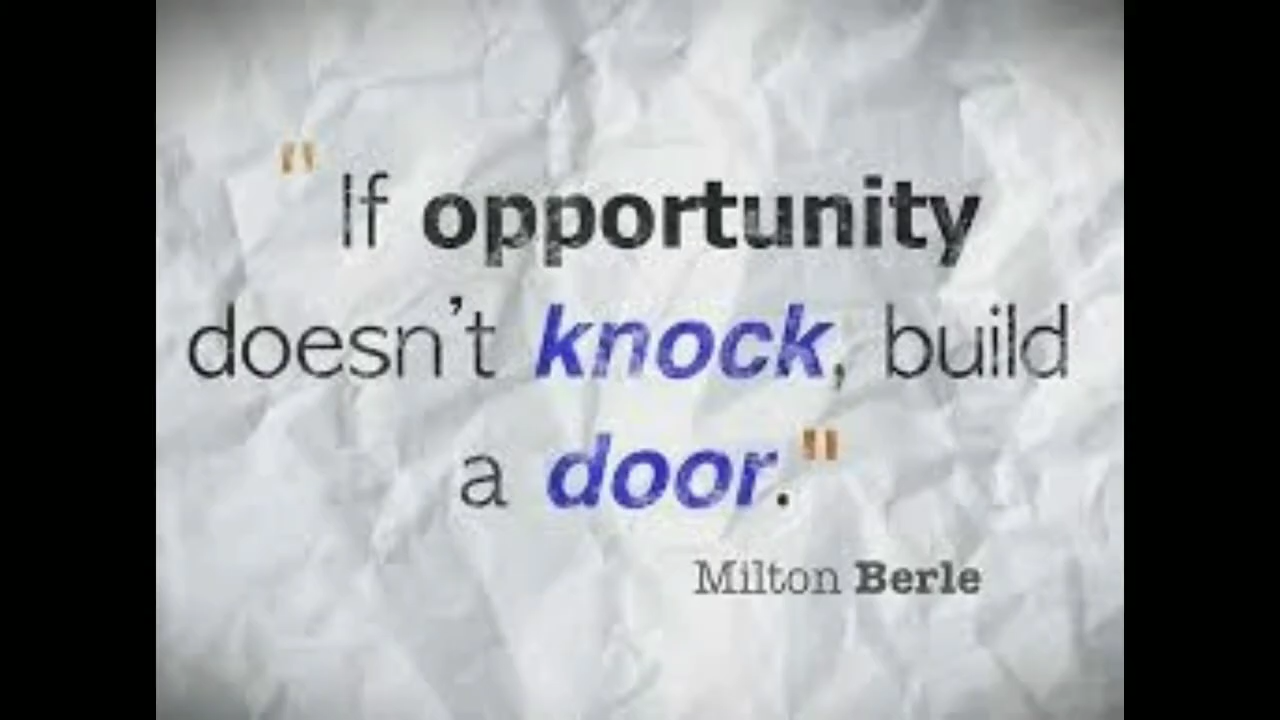 "If opportunity
doesn't knock, build
a door."
Milton Berle